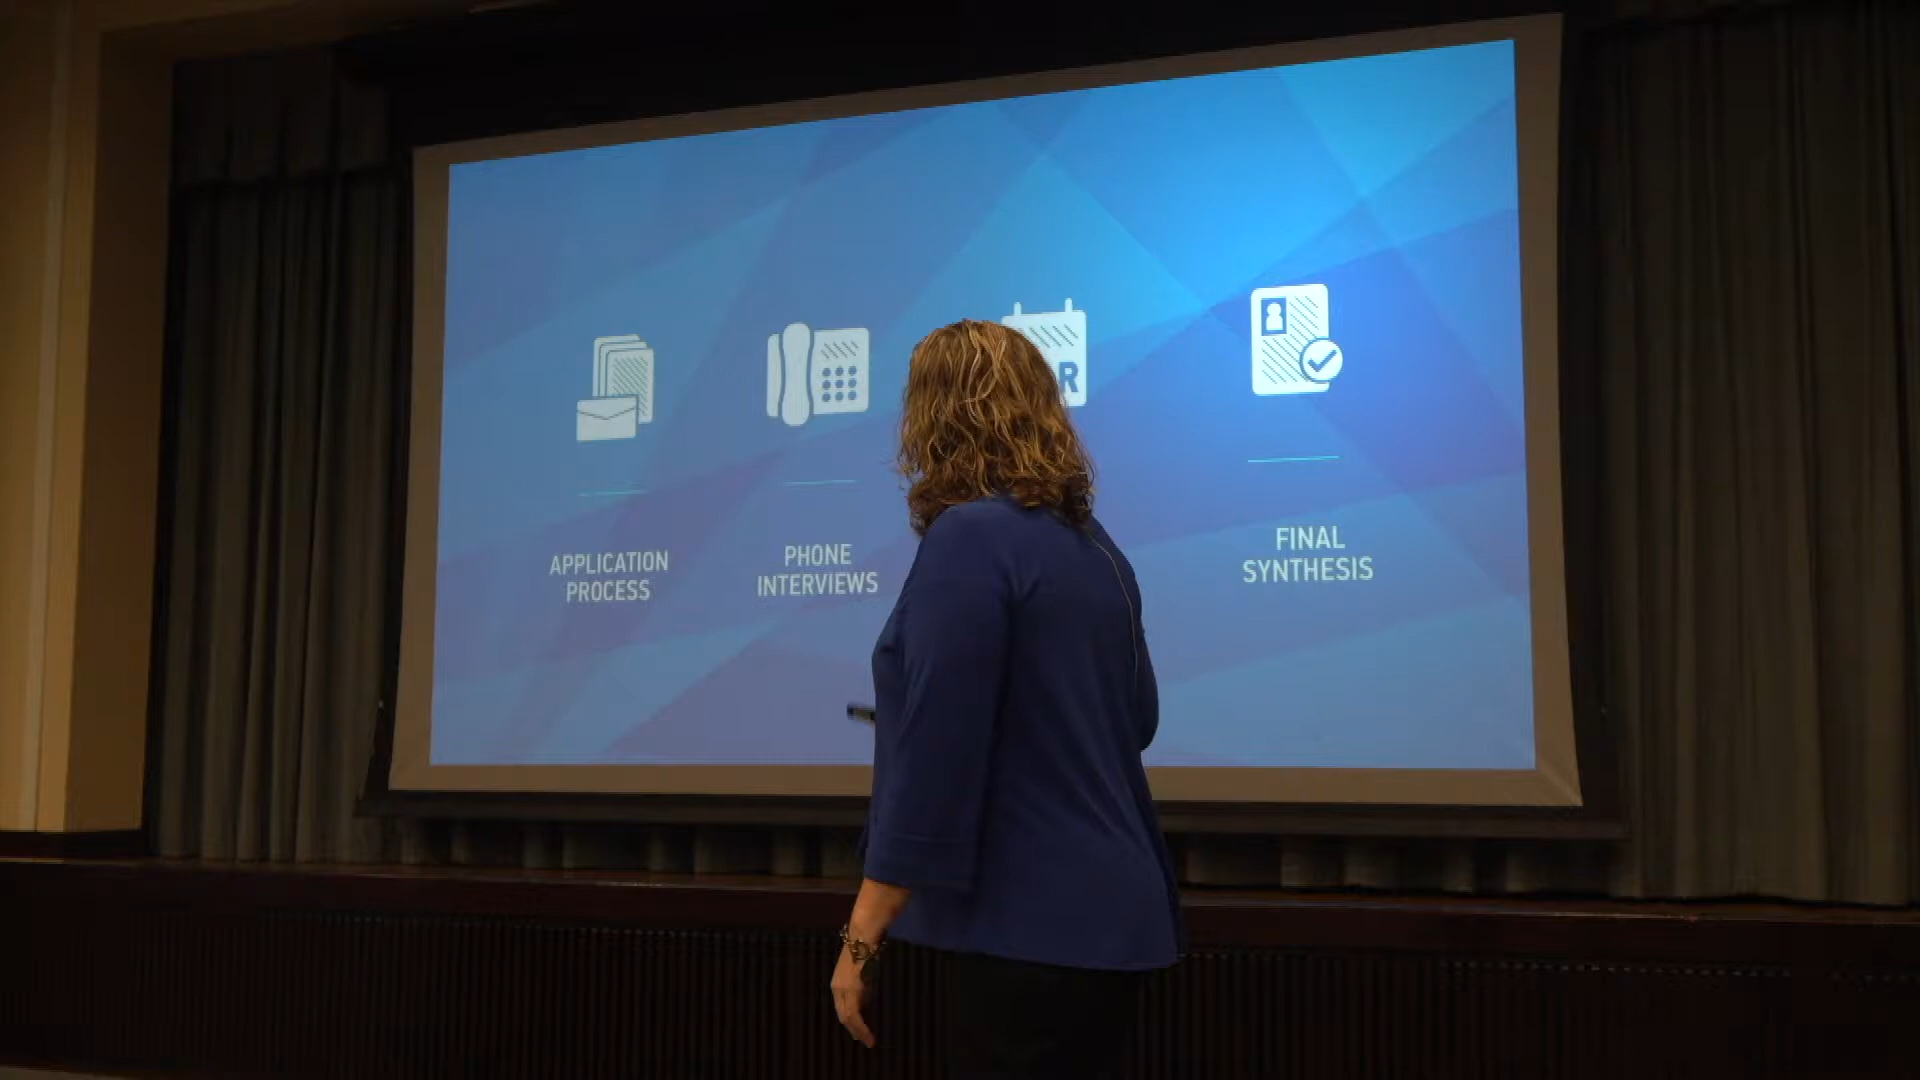 R
APPLICATION
PROCESS
PHONE
INTERVIEWS
FINAL
SYNTHESIS